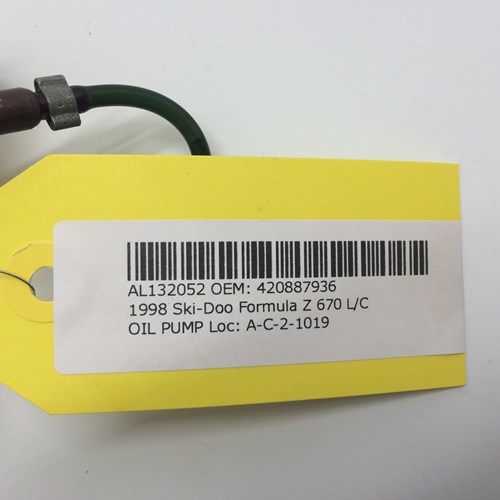 AL132052 OEM: 420887936
1998 Ski-Doo Formula Z 670 L/C
OIL PUMP Loc: A-C-2-1019